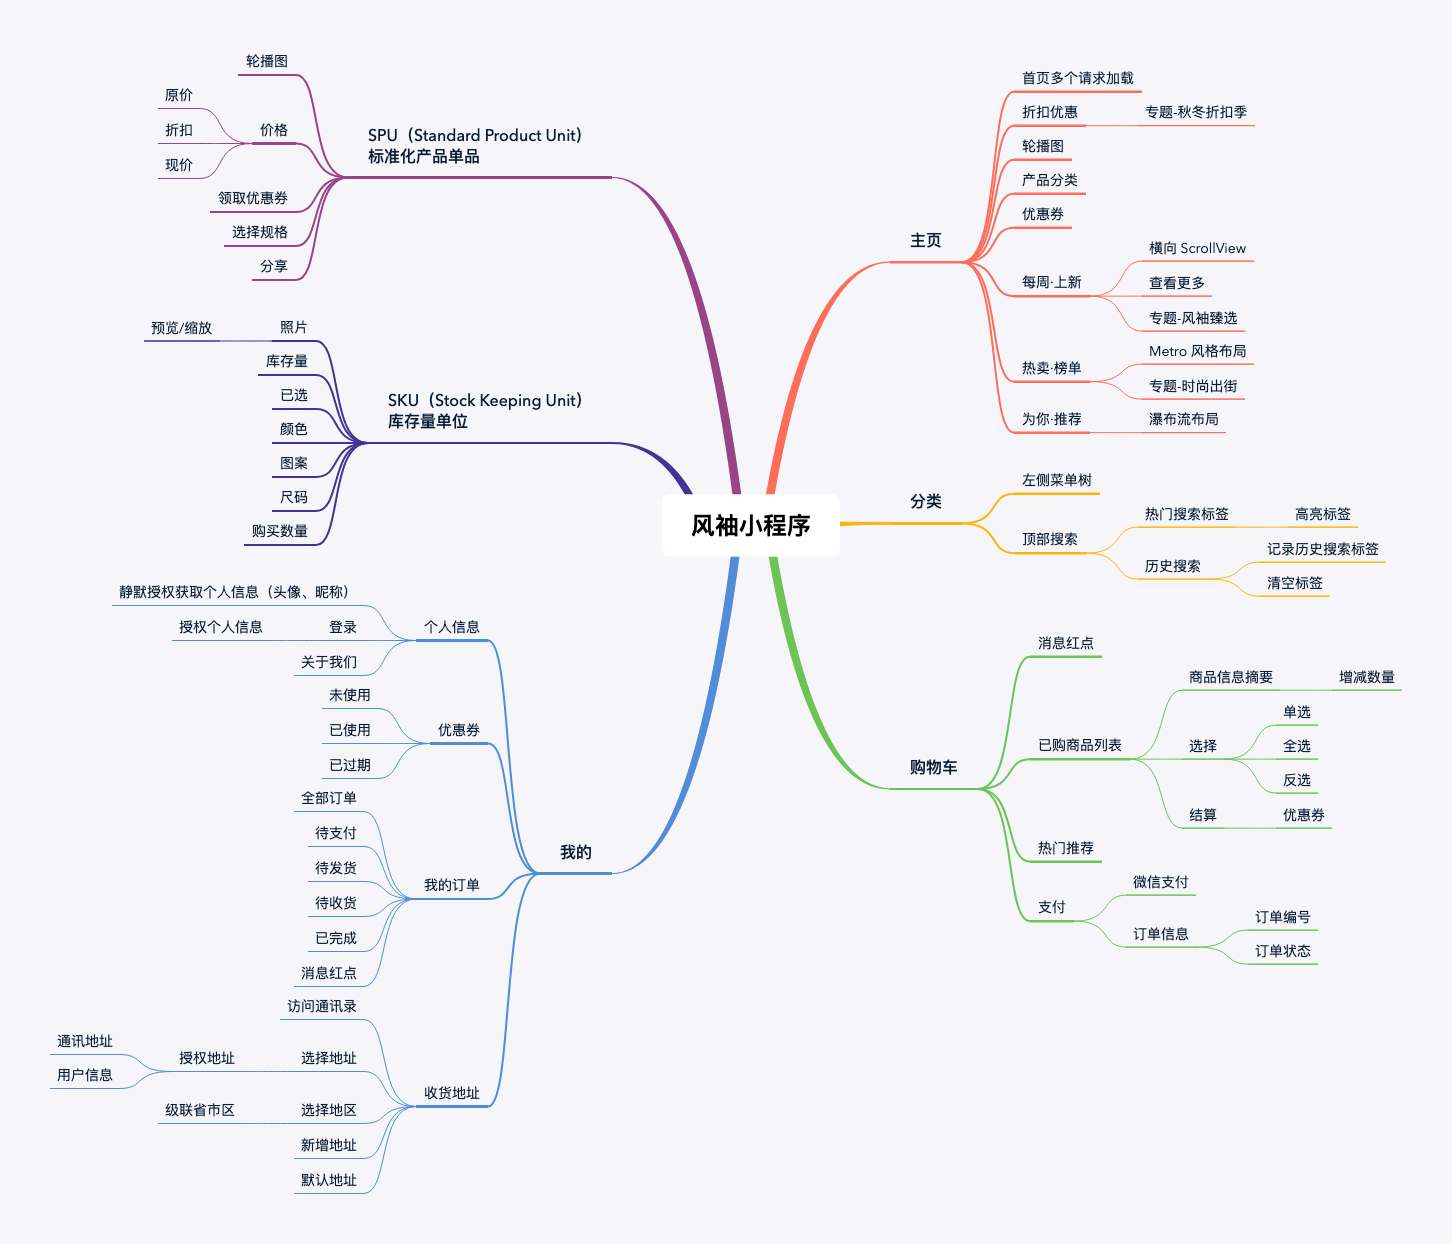 风袖小程序
主页
首页多个请求加载
折扣优惠
专题-秋冬折扣季
轮播图
产品分类
优惠券
每周·上新
横向 ScrollView
查看更多
专题-风袖臻选
热卖·榜单
Metro 风格布局
专题-时尚出街
为你·推荐
瀑布流布局
分类
左侧菜单树
顶部搜索
热门搜索标签
高亮标签
历史搜索
记录历史搜索标签
清空标签
购物车
消息红点
已购商品列表
商品信息摘要
增减数量
选择
单选
全选
反选
结算
优惠券
热门推荐
支付
微信支付
订单信息
订单编号
订单状态
SPU（Standard Product Unit）
标准化产品单品
轮播图
价格
原价
折扣
现价
领取优惠券
选择规格
分享
SKU（Stock Keeping Unit）
库存量单位
照片
预览/缩放
库存量
已选
颜色
图案
尺码
购买数量
我的
个人信息
静默授权获取个人信息（头像、昵称）
登录
授权个人信息
关于我们
优惠券
未使用
已使用
已过期
我的订单
全部订单
待支付
待发货
待收货
已完成
消息红点
收货地址
访问通讯录
选择地址
授权地址
通讯地址
用户信息
选择地区
级联省市区
新增地址
默认地址